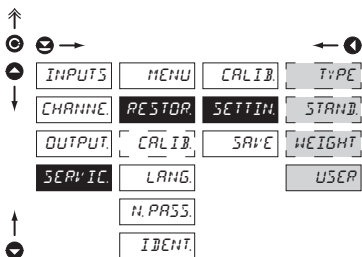 INPUTS MENU CALIB. TYPE
CHANNE. RESTOR. SETTIN. STAND.
OUTPUT. CALIB. SAVE WEIGHT
SERVIC. LANG. USER
N. PASS.
IDENT.